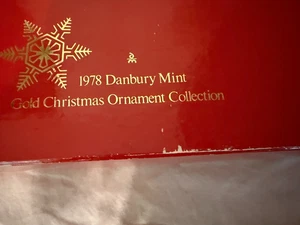 1978 Danbury Mint
Gold Christmas Ornament Collection